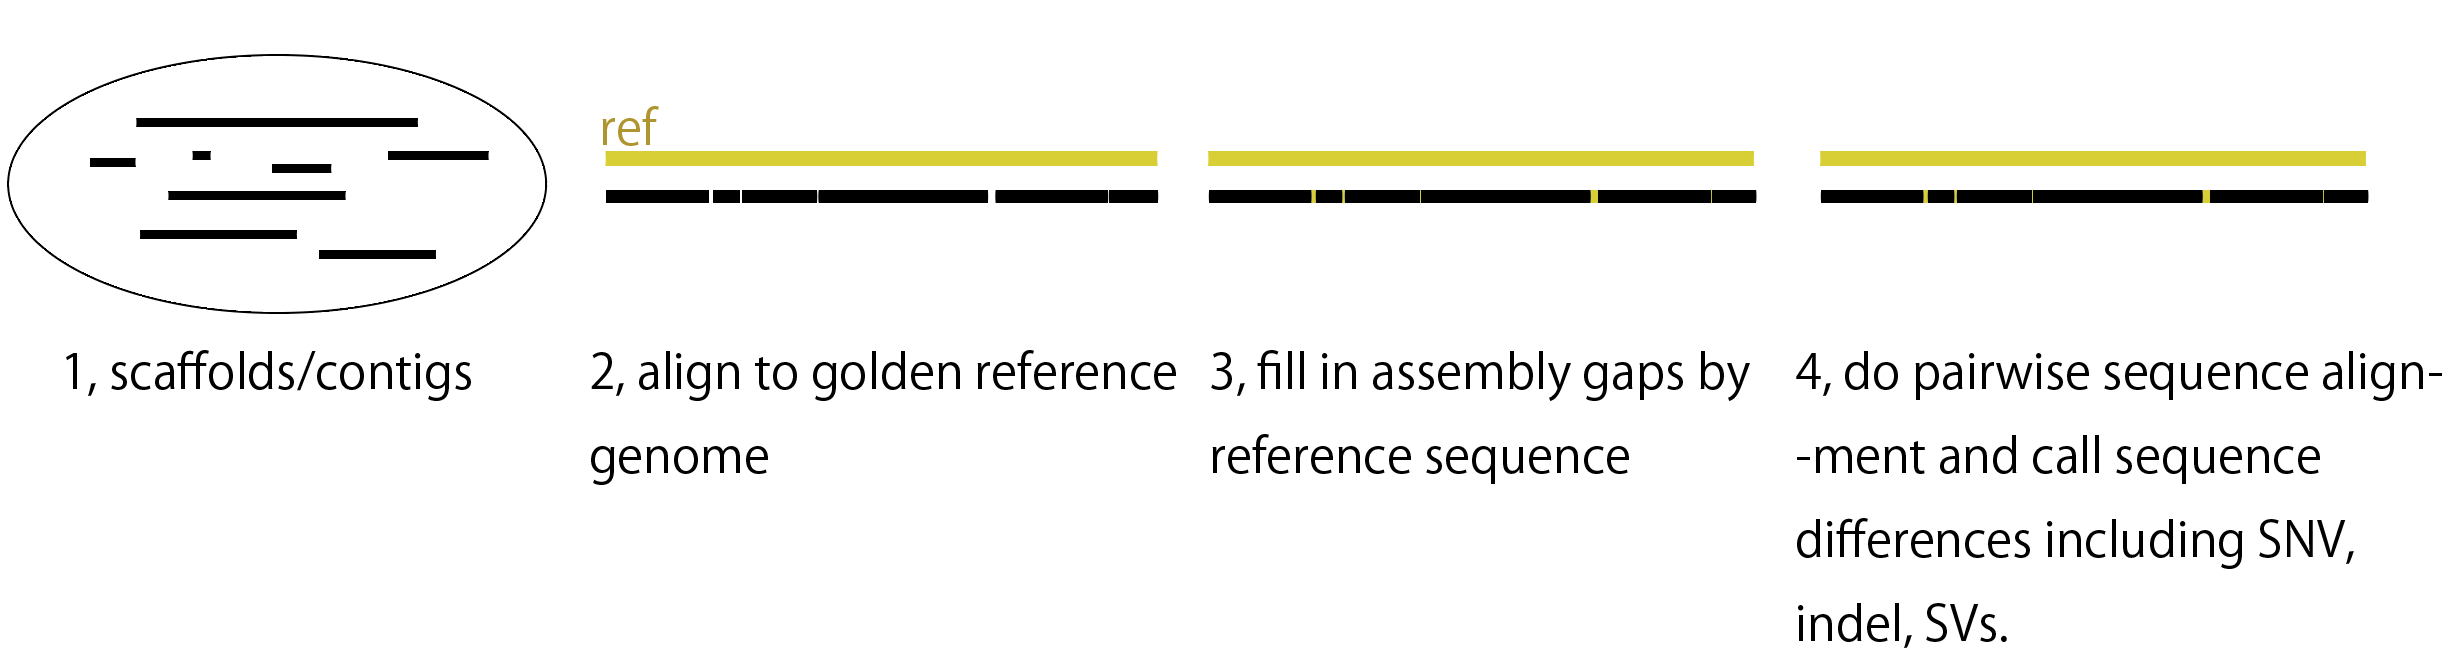 ref
1, scaffolds/contigs
2, align to golden reference
genome
3, fill in assembly gaps by
reference sequence
4, do pairwise sequence align-
-ment and call sequence
differences including SNV,
indel, SVs.